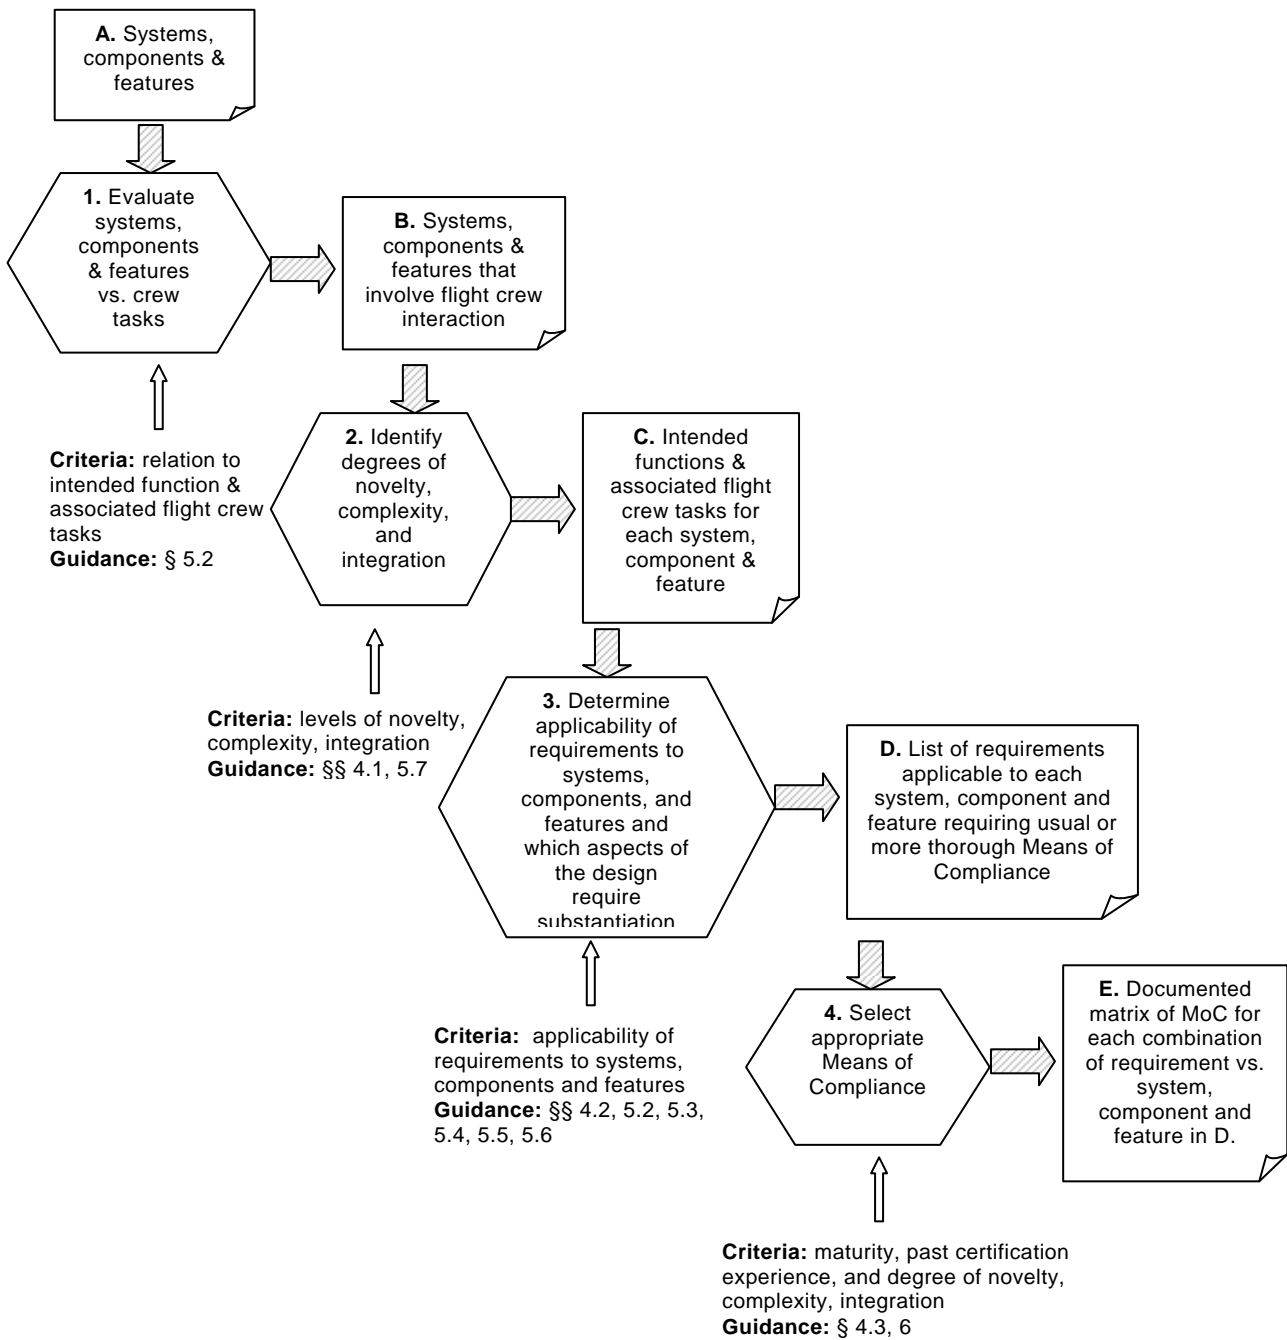 A. Systems,
components &
features
1. Evaluate
systems,
components
& features
vs. crew
tasks
B. Systems,
components &
features that
involve flight crew
interaction
Criteria: relation to
intended function &
associated flight crew
tasks
Guidance: § 5.2
2. Identify
degrees of
novelty,
complexity,
and
integration
C. Intended
functions &
associated flight
crew tasks for
each system,
component &
feature
Criteria: levels of novelty,
complexity, integration
Guidance: §§ 4.1, 5.7
3. Determine
applicability of
requirements to
systems,
components, and
features and
which aspects of
the design
require
substantiation
D. List of requirements
applicable to each
system, component and
feature requiring usual or
more thorough Means of
Compliance
Criteria: applicability of
requirements to systems,
components and features
Guidance: §§ 4.2, 5.2, 5.3,
5.4, 5.5, 5.6
4. Select
appropriate
Means of
Compliance
E. Documented
matrix of MoC for
each combination
of requirement vs.
system,
component and
feature in D.
Criteria: maturity, past certification
experience, and degree of novelty,
complexity, integration
Guidance: § 4.3, 6